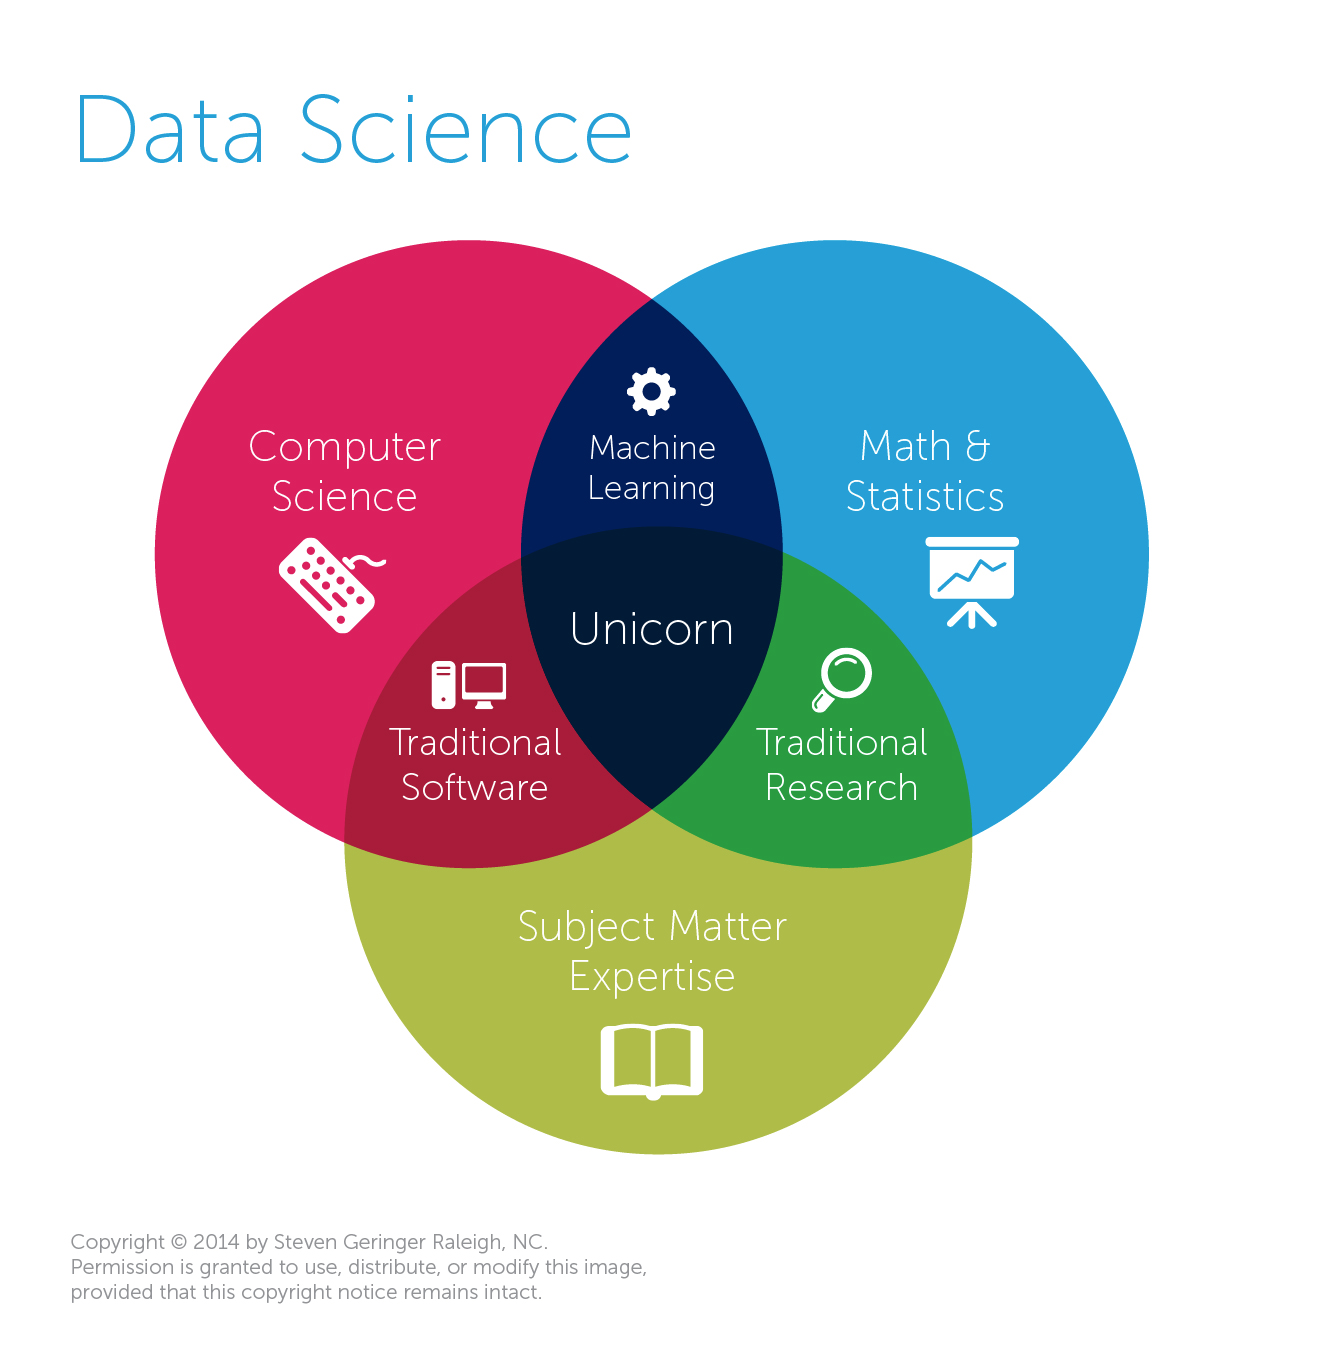 Data Science
Computer
Science
Machine
Learning
Math &
Statistics
Unicorn
Traditional
Software
Traditional
Research
Subject Matter
Expertise
Copyright © 2014 by Steven Geringer Raleigh, NC.
Permission is granted to use, distribute, or modify this image,
provided that this copyright notice remains intact.